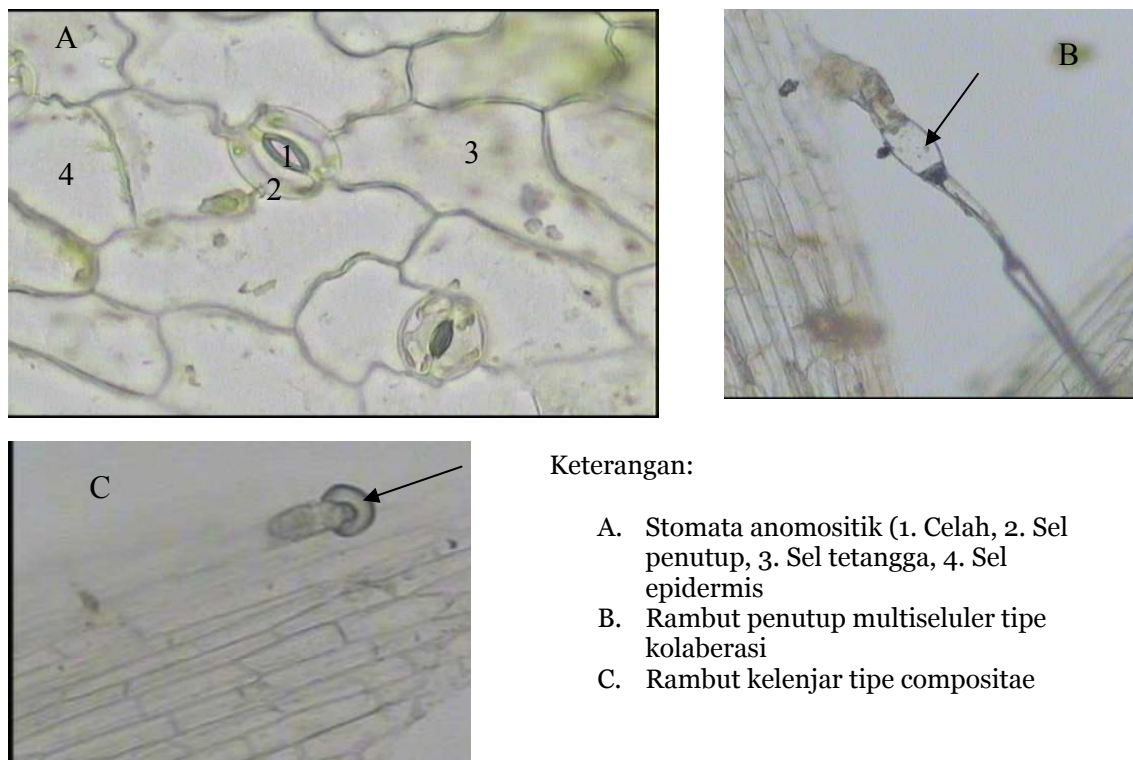 A
1
2
3
4
B
C
Keterangan:
A. Stomata anomositik (1. Celah, 2. Sel
penutup, 3. Sel tetangga, 4. Sel
epidermis
B. Rambut penutup multiseluler tipe
kolaberasi
C. Rambut kelenjar tipe compositae